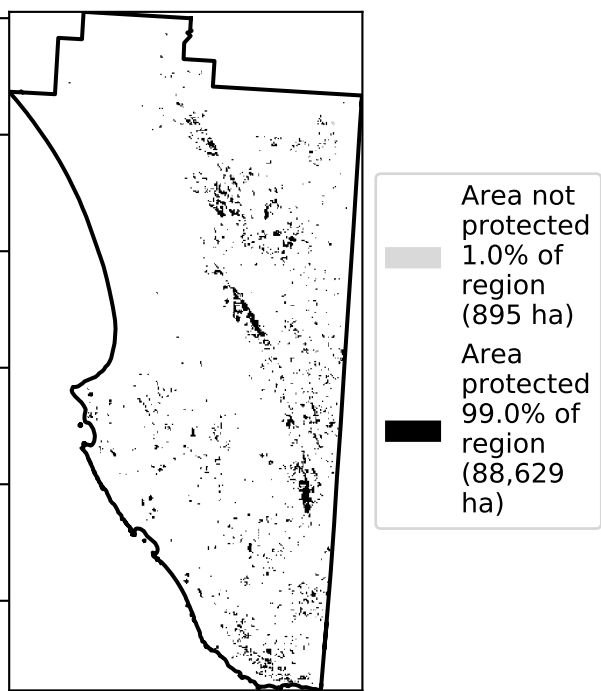 Area not
protected
1.0% of
region
(895 ha)
Area
protected
99.0% of
region
(88,629
ha)